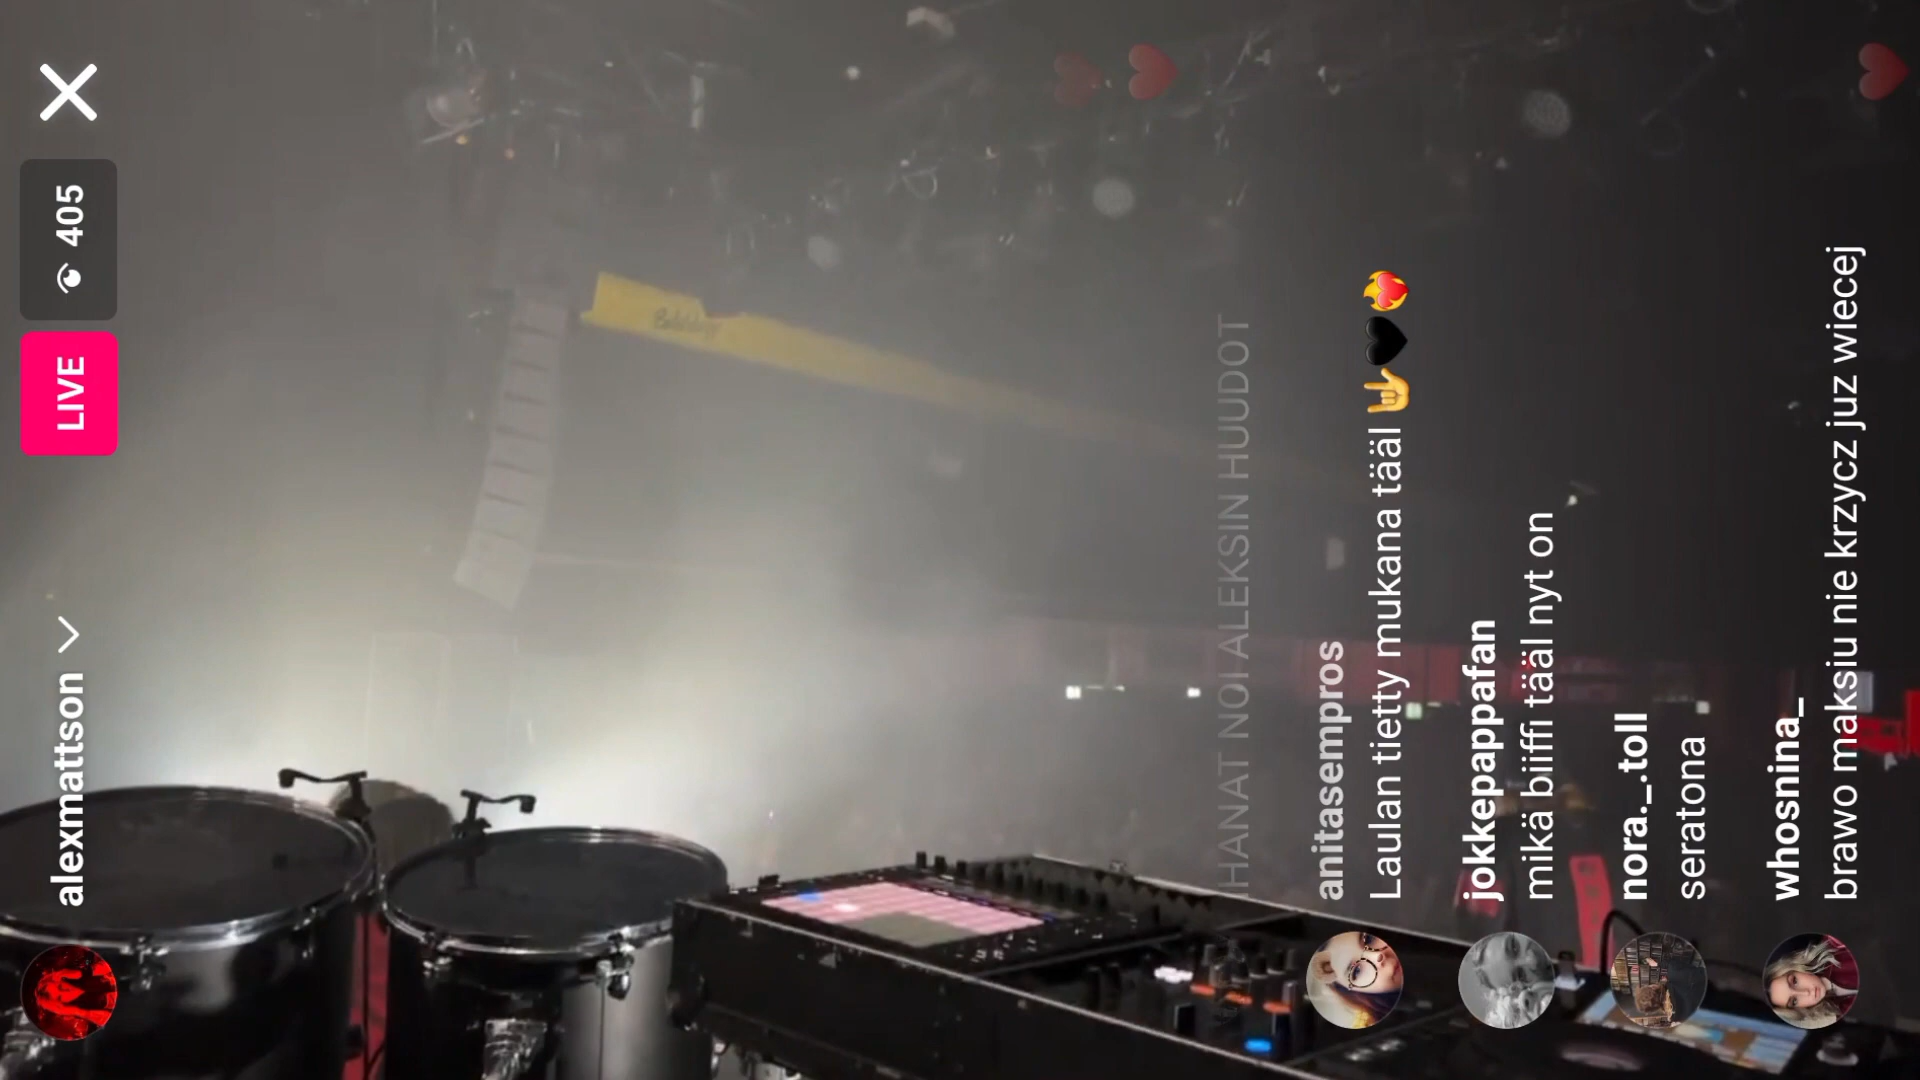 alexmattson
LIVE
405
IHANAT NOI ALEKSIN HUUDOT
anitasempros
Laulan tietty mukana tääl 🤟🖤❤️‍🔥
jokkepappafan
mikä biiffi tääl nyt on
nora._.toll
seratona
whosnina_
brawo maksiu nie krzycz juz wiecej